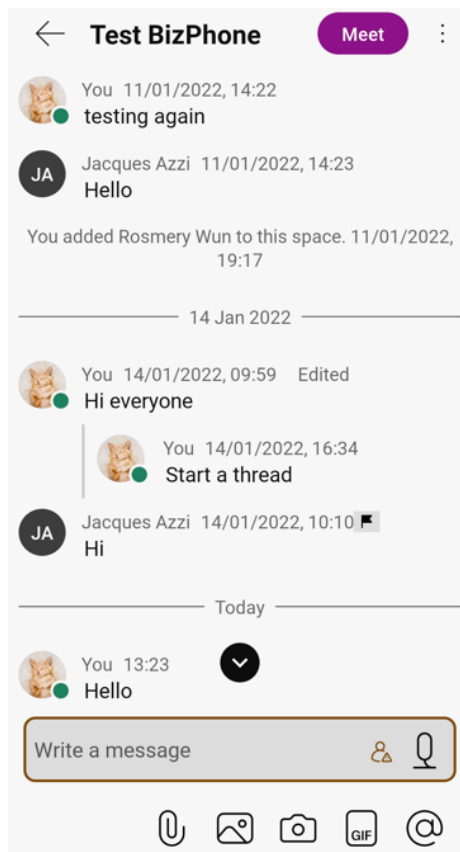 Test BizPhone
Meet
You 11/01/2022, 14:22
testing again
JA
Jacques Azzi 11/01/2022, 14:23
Hello
You added Rosmery Wun to this space. 11/01/2022,
19:17
14 Jan 2022
You 14/01/2022, 09:59 Edited
Hi everyone
You 14/01/2022, 16:34
Start a thread
JA
Jacques Azzi 14/01/2022, 10:10
Hi
Today
You 13:23
Hello
Write a message
GIF